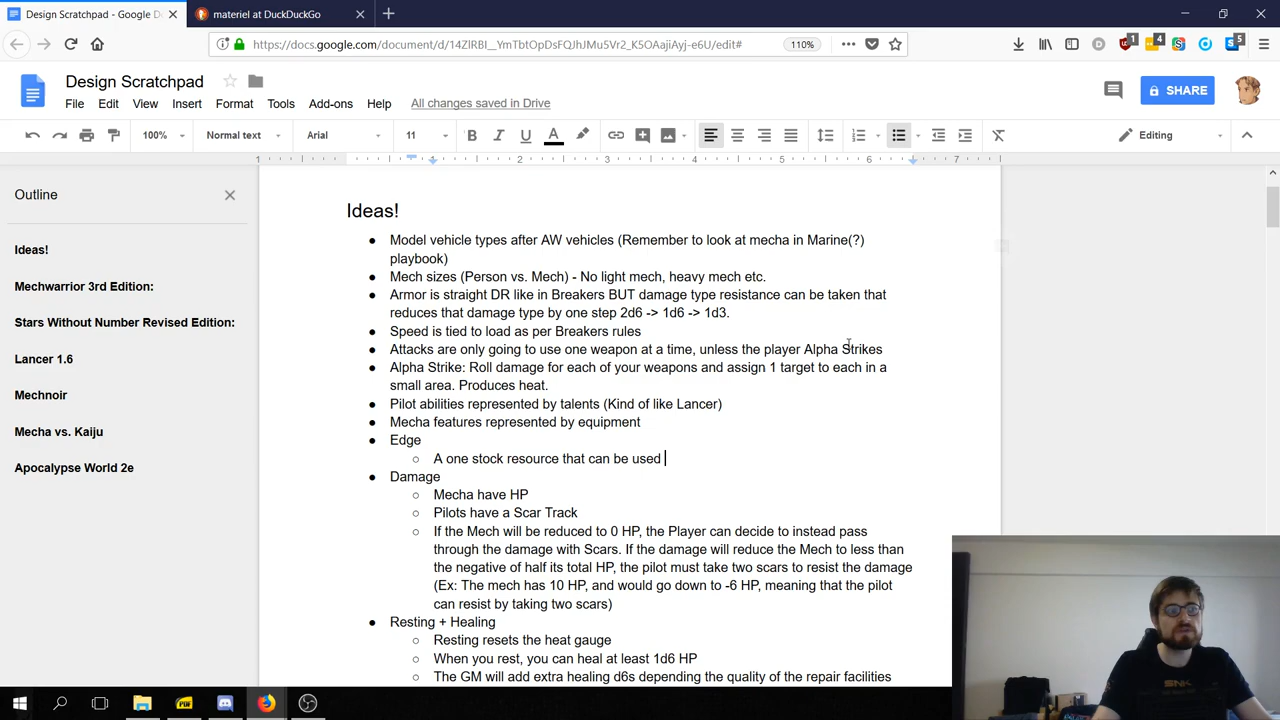 Design Scratchpad - Google D
materiel at DuckDuckGo
https://docs.google.com/document/d/14ZlRBl__YmTbtOpDsFJhJMu5Vr2_K5OAajiAyj-e6U/edit#
110%
1
4
5
Design Scratchpad
File Edit View Insert Format Tools Add-ons Help All changes saved in Drive
SHARE
100% Normal text Arial 11 Editing
1 1 2 3 4 5 6 7
Outline
Ideas!
Mechwarrior 3rd Edition:
Stars Without Number Revised Edition:
Lancer 1.6
Mechnoir
Mecha vs. Kaiju
Apocalypse World 2e
Ideas!
● Model vehicle types after AW vehicles (Remember to look at mecha in Marine(?)
playbook)
● Mech sizes (Person vs. Mech) - No light mech, heavy mech etc.
● Armor is straight DR like in Breakers BUT damage type resistance can be taken that
reduces that damage type by one step 2d6 -> 1d6 -> 1d3.
● Speed is tied to load as per Breakers rules
● Attacks are only going to use one weapon at a time, unless the player Alpha Strikes
● Alpha Strike: Roll damage for each of your weapons and assign 1 target to each in a
small area. Produces heat.
● Pilot abilities represented by talents (Kind of like Lancer)
● Mecha features represented by equipment
● Edge
○ A one stock resource that can be used
● Damage
○ Mecha have HP
○ Pilots have a Scar Track
○ If the Mech will be reduced to 0 HP, the Player can decide to instead pass
through the damage with Scars. If the damage will reduce the Mech to less than
the negative of half its total HP, the pilot must take two scars to resist the damage
(Ex: The mech has 10 HP, and would go down to -6 HP, meaning that the pilot
can resist by taking two scars)
● Resting + Healing
○ Resting resets the heat gauge
○ When you rest, you can heal at least 1d6 HP
○ The GM will add extra healing d6s depending the quality of the repair facilities
SNK